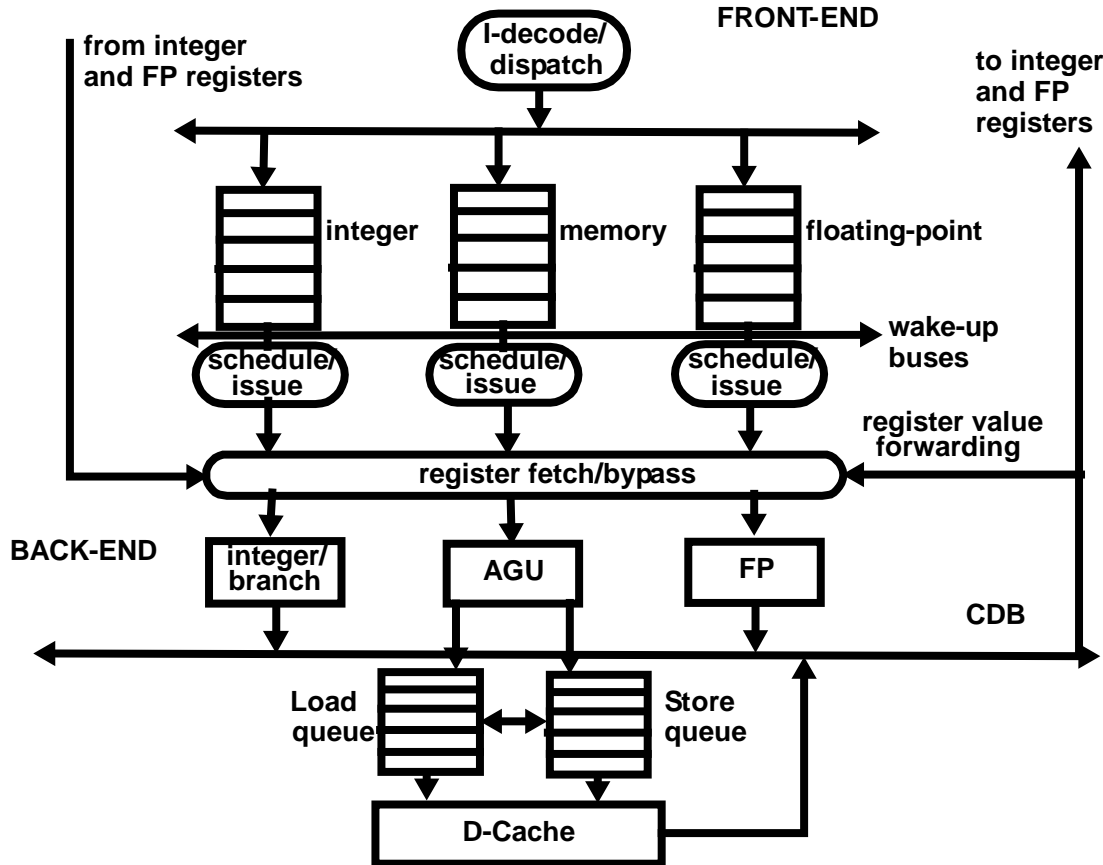 FRONT-END
I-decode/
dispatch
from integer
and FP registers
to integer
and FP
registers
integer
memory
floating-point
wake-up
buses
schedule/
issue
schedule/
issue
schedule/
issue
register value
forwarding
register fetch/bypass
BACK-END
integer/
branch
AGU
FP
CDB
Load
queue
Store
queue
D-Cache